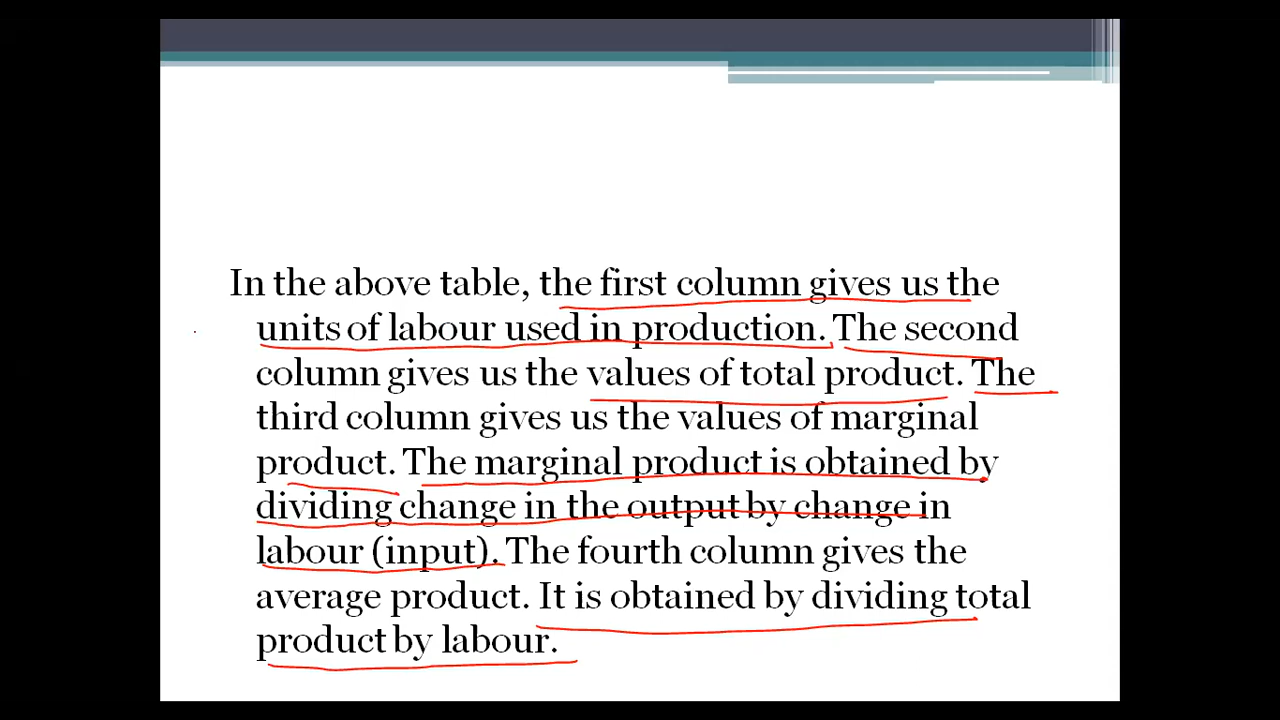 In the above table, the first column gives us the
units of labour used in production. The second
column gives us the values of total product. The
third column gives us the values of marginal
product. The marginal product is obtained by
dividing change in the output by change in
labour (input). The fourth column gives the
average product. It is obtained by dividing total
product by labour.